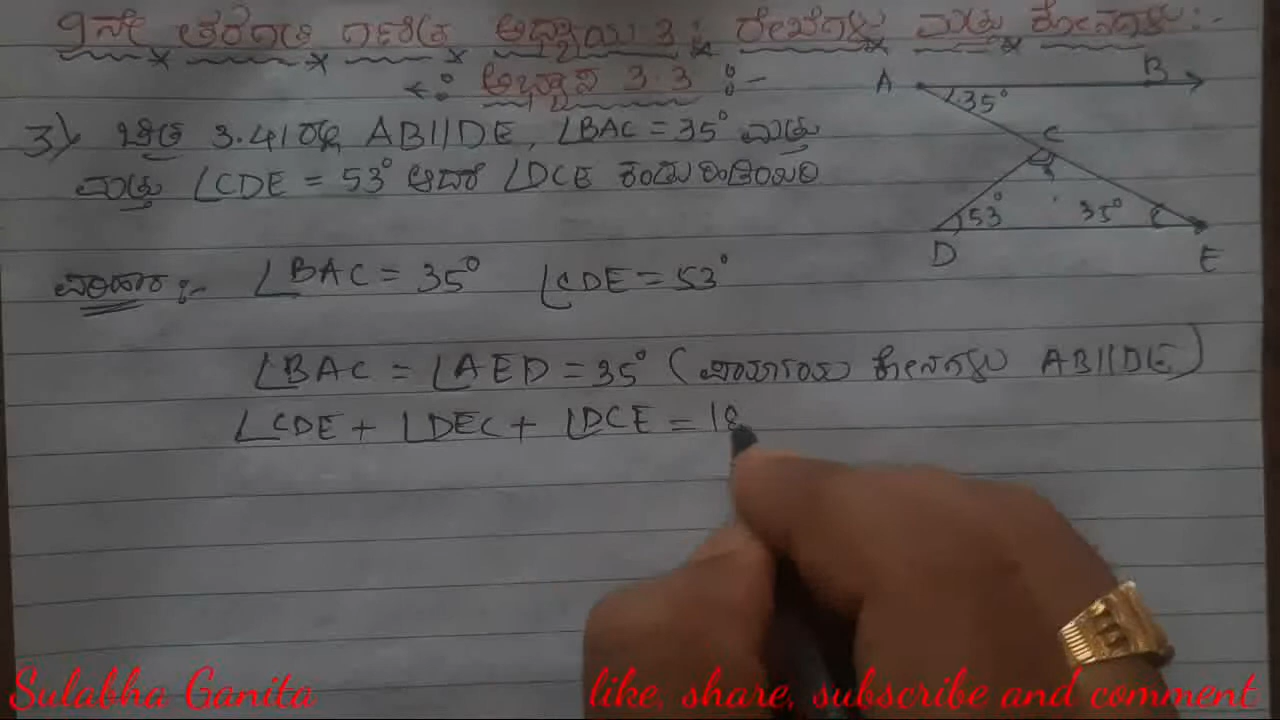 9ನೇ ತರಗತಿ ಗಣಿತ ಅಧ್ಯಾಯ 3 : ರೇಖೆಗಳು ಮತ್ತು ಕೋನಗಳು :-
ಅಭ್ಯಾಸ 3.3 :-
3) ಚಿತ್ರ 3.41ರಲ್ಲಿ AB||DE, ∠BAC = 35° ಮತ್ತು
ಮತ್ತು ∠CDE = 53° ಆದರೆ ∠DCE ಕಂಡುಹಿಡಿಯಿರಿ
A B
35°
C
?
53° 35°
D E
ಪರಿಹಾರ :- ∠BAC = 35° ∠CDE = 53°
∠BAC = ∠AED = 35° (ಪರ್ಯಾಯ ಕೋನಗಳು AB||DE)
∠CDE + ∠DEC + ∠DCE = 18
Sulabha Ganita like, share, subscribe and comment